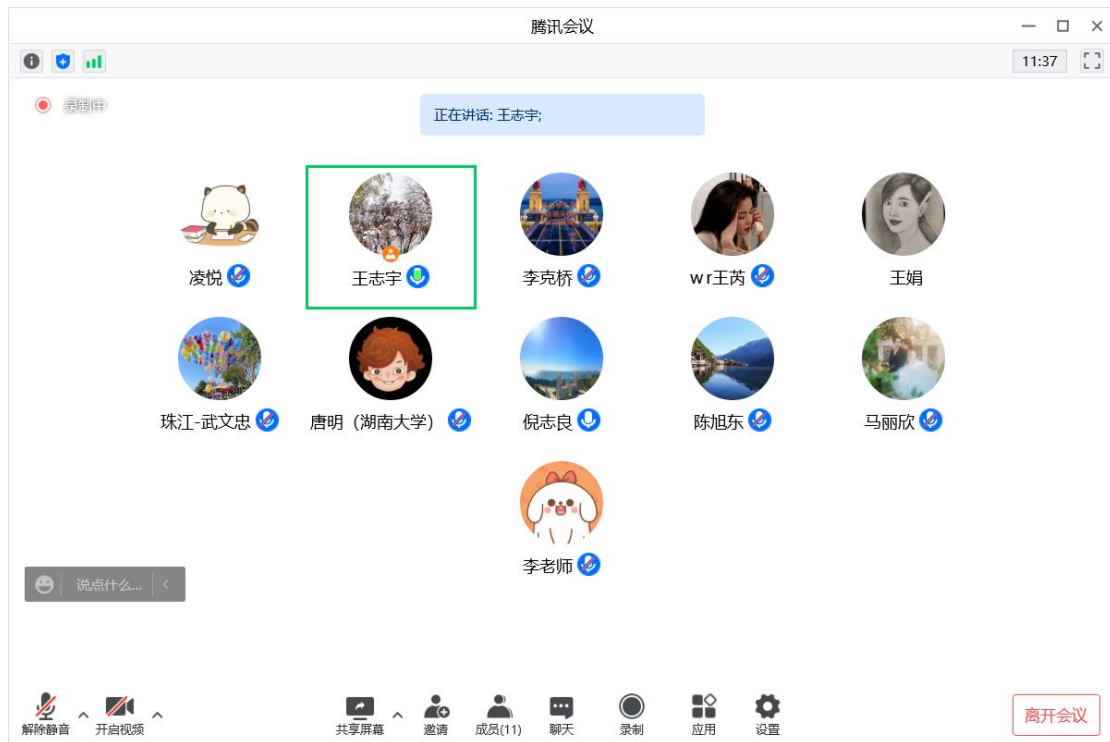 腾讯会议
11:37
录制中
正在讲话: 王志宇;
凌悦
王志宇
李克桥
w r王芮
王娟
珠江-武文忠
唐明（湖南大学）
倪志良
陈旭东
马丽欣
李老师
说点什么...
解除静音
开启视频
共享屏幕
邀请
成员(11)
聊天
录制
应用
设置
离开会议